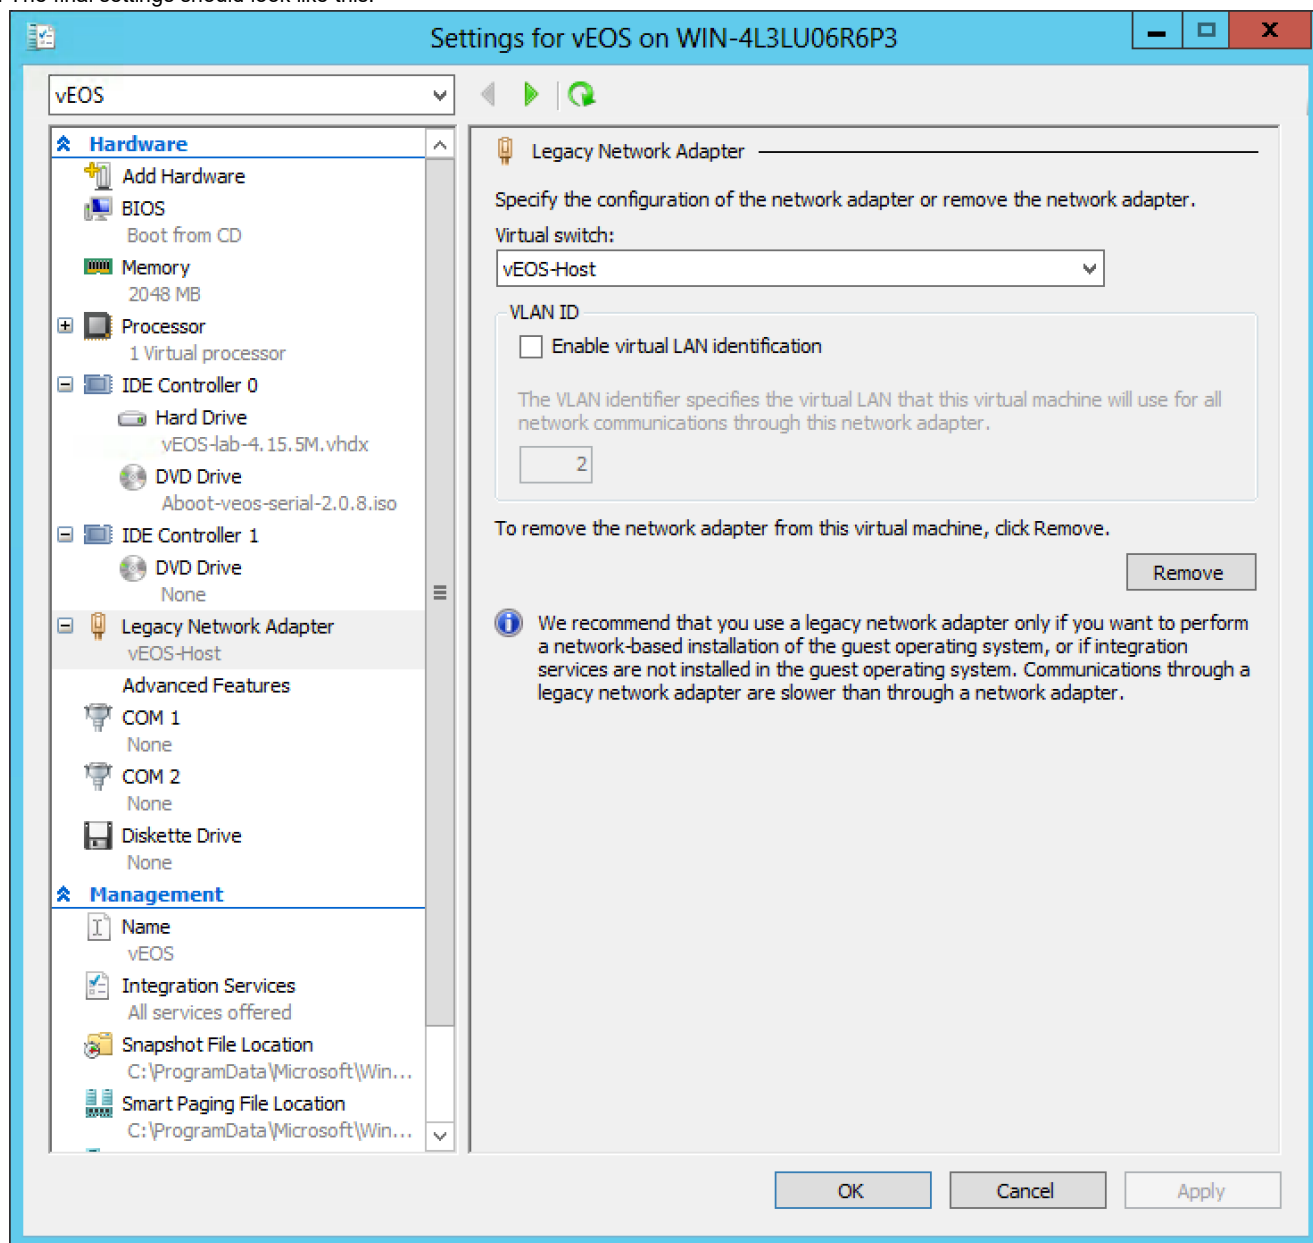 The final settings should look like this:
Settings for vEOS on WIN-4L3LU06R6P3
vEOS
Hardware
Add Hardware
BIOS
Boot from CD
Memory
2048 MB
Processor
1 Virtual processor
IDE Controller 0
Hard Drive
vEOS-lab-4.15.5M.vhdx
DVD Drive
Aboot-veos-serial-2.0.8.iso
IDE Controller 1
DVD Drive
None
Legacy Network Adapter
vEOS-Host
Advanced Features
COM 1
None
COM 2
None
Diskette Drive
None
Management
Name
vEOS
Integration Services
All services offered
Snapshot File Location
C:\ProgramData\Microsoft\Win...
Smart Paging File Location
C:\ProgramData\Microsoft\Win...
Legacy Network Adapter
Specify the configuration of the network adapter or remove the network adapter.
Virtual switch:
vEOS-Host
VLAN ID
Enable virtual LAN identification
The VLAN identifier specifies the virtual LAN that this virtual machine will use for all
network communications through this network adapter.
2
To remove the network adapter from this virtual machine, click Remove.
Remove
We recommend that you use a legacy network adapter only if you want to perform
a network-based installation of the guest operating system, or if integration
services are not installed in the guest operating system. Communications through a
legacy network adapter are slower than through a network adapter.
OK
Cancel
Apply